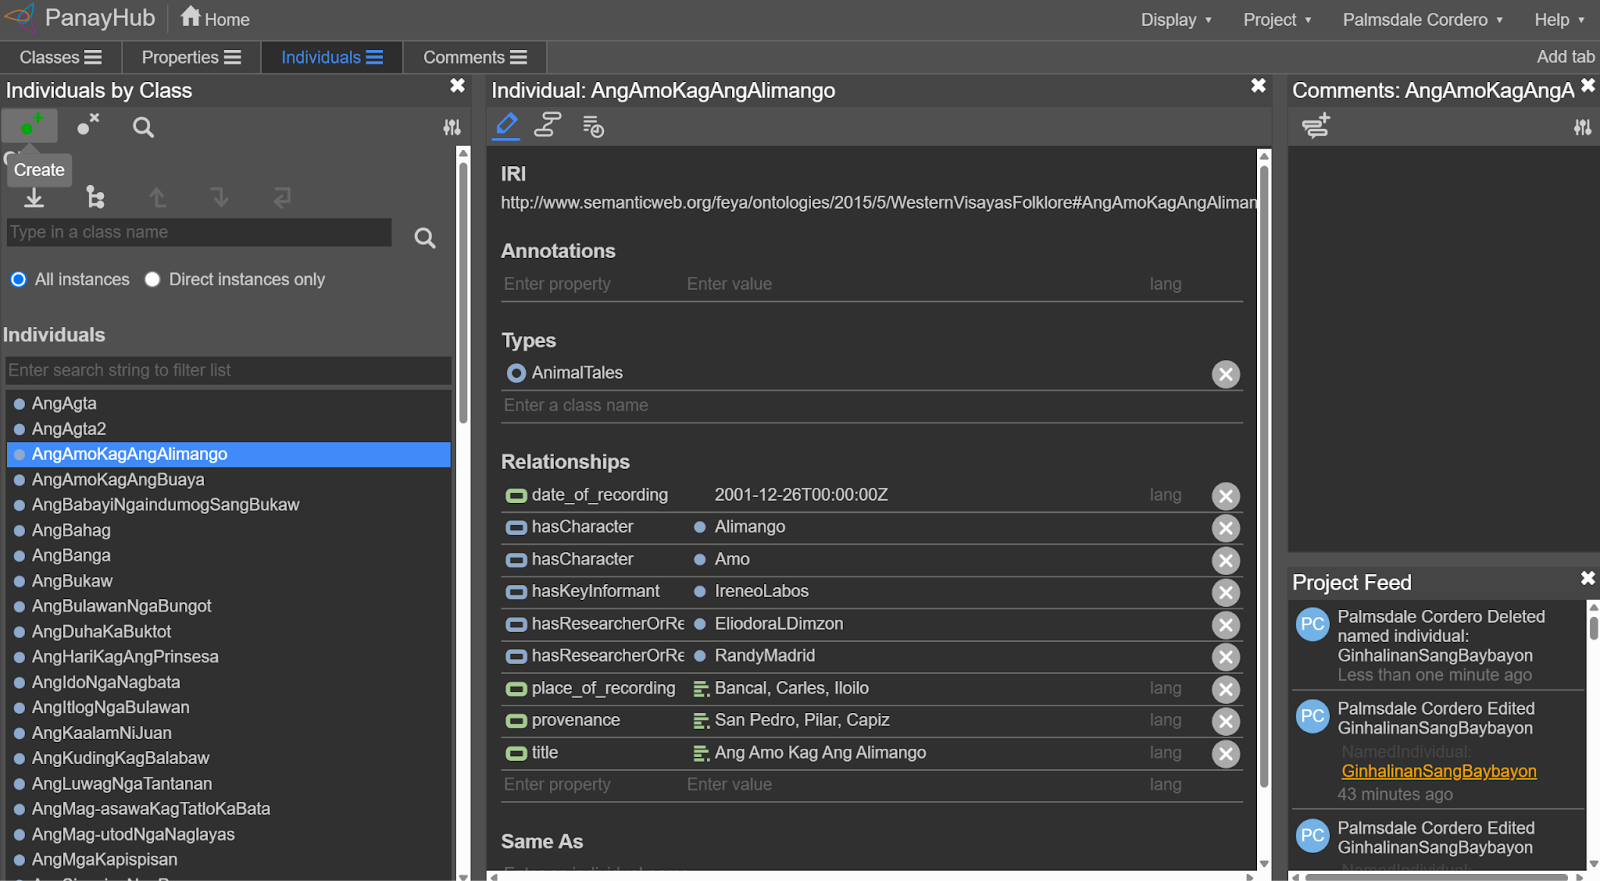 PanayHub Home Display Project Palmsdale Cordero Help
Classes Properties Individuals Comments Add tab
Individuals by Class
Create
Type in a class name
All instances Direct instances only
Individuals
Enter search string to filter list
AngAgta
AngAgta2
AngAmoKagAngAlimango
AngAmoKagAngBuaya
AngBabayiNgaindumogSangBukaw
AngBahag
AngBanga
AngBukaw
AngBulawanNgaBungot
AngDuhaKaBuktot
AngHariKagAngPrinsesa
AngIdoNgaNagbata
AngItlogNgaBulawan
AngKaalamNiJuan
AngKudingKagBalabaw
AngLuwagNgaTantanan
AngMag-asawaKagTatloKaBata
AngMag-utodNgaNaglayas
AngMgaKapispisan
Individual: AngAmoKagAngAlimango
IRI
http://www.semanticweb.org/feya/ontologies/2015/5/WesternVisayasFolklore#AngAmoKagAngAliman
Annotations
Enter property Enter value lang
Types
AnimalTales
Enter a class name
Relationships
date_of_recording 2001-12-26T00:00:00Z lang
hasCharacter Alimango
hasCharacter Amo
hasKeyInformant IreneoLabos
hasResearcherOrRe EliodoraLDimzon
hasResearcherOrRe RandyMadrid
place_of_recording Bancal, Carles, Iloilo lang
provenance San Pedro, Pilar, Capiz lang
title Ang Amo Kag Ang Alimango lang
Enter property Enter value lang
Same As
Comments: AngAmoKagAngA
Project Feed
PC Palmsdale Cordero Deleted
named individual:
GinhalinanSangBaybayon
Less than one minute ago
PC Palmsdale Cordero Edited
GinhalinanSangBaybayon
NamedIndividual:
GinhalinanSangBaybayon
43 minutes ago
PC Palmsdale Cordero Edited
GinhalinanSangBaybayon